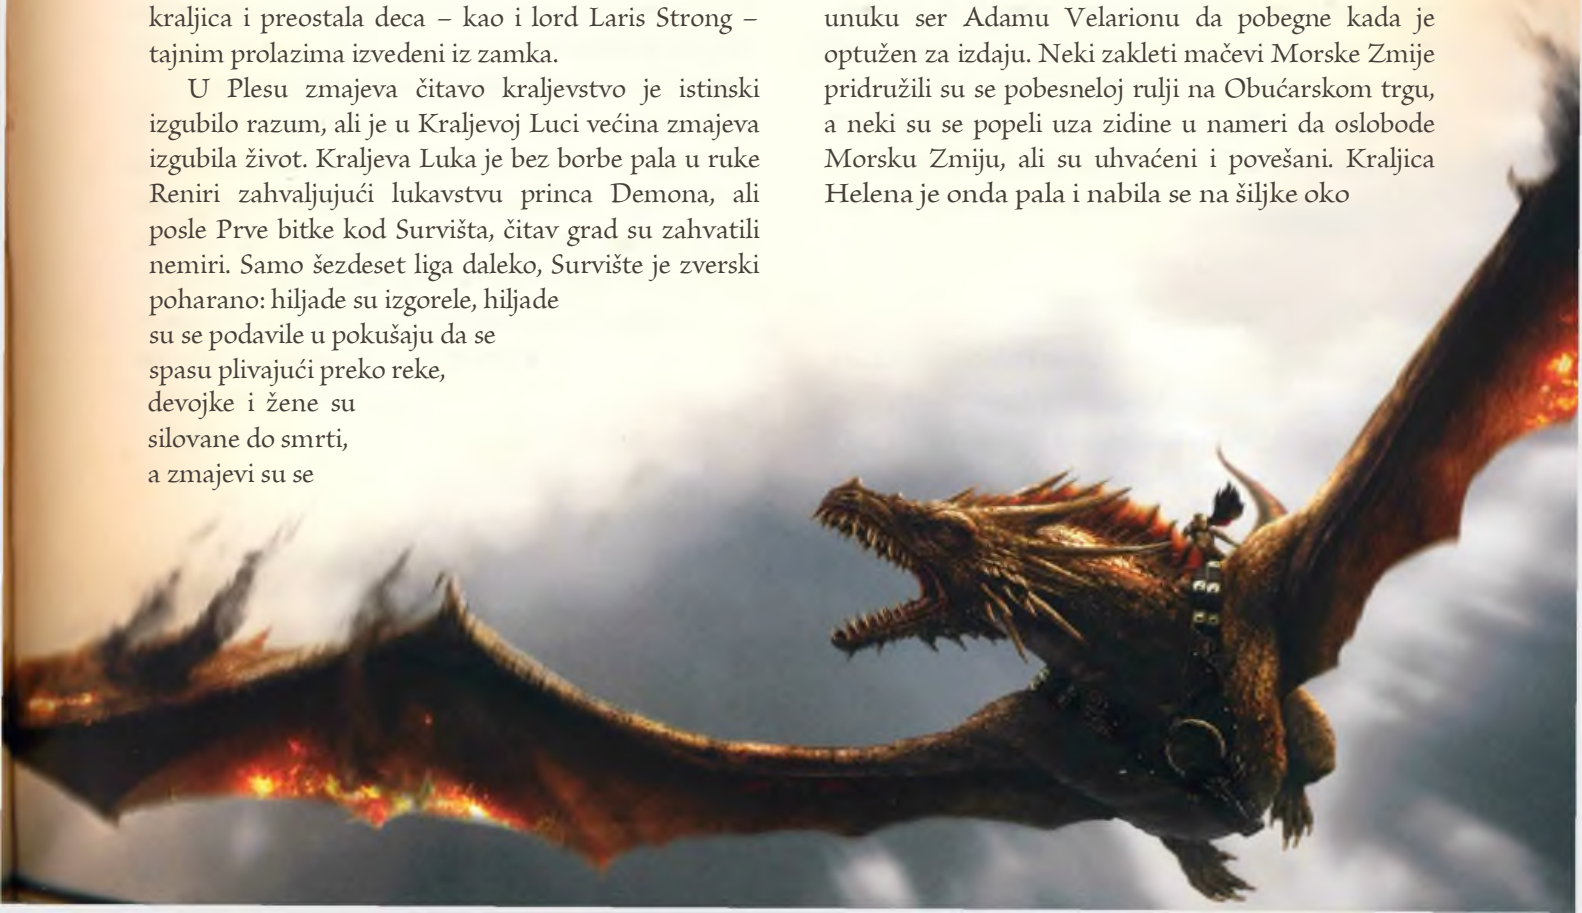 kraljica i preostala deca – kao i lord Laris Strong –
tajnim prolazima izvedeni iz zamka.
U Plesu zmajeva čitavo kraljevstvo je istinski
izgubilo razum, ali je u Kraljevoj Luci većina zmajeva
izgubila život. Kraljeva Luka je bez borbe pala u ruke
Reniri zahvaljujući lukavstvu princa Demona, ali
posle Prve bitke kod Survišta, čitav grad su zahvatili
nemiri. Samo šezdeset liga daleko, Survište je zverski
poharano: hiljade su izgorele, hiljade
su se podavile u pokušaju da se
spasu plivajući preko reke,
devojke i žene su
silovane do smrti,
a zmajevi su se
unuku ser Adamu Velarionu da pobegne kada je
optužen za izdaju. Neki zakleti mačevi Morske Zmije
pridružili su se pobesneloj rulji na Obućarskom trgu,
a neki su se popeli uza zidine u nameri da oslobode
Morsku Zmiju, ali su uhvaćeni i povešani. Kraljica
Helena je onda pala i nabila se na šiljke oko